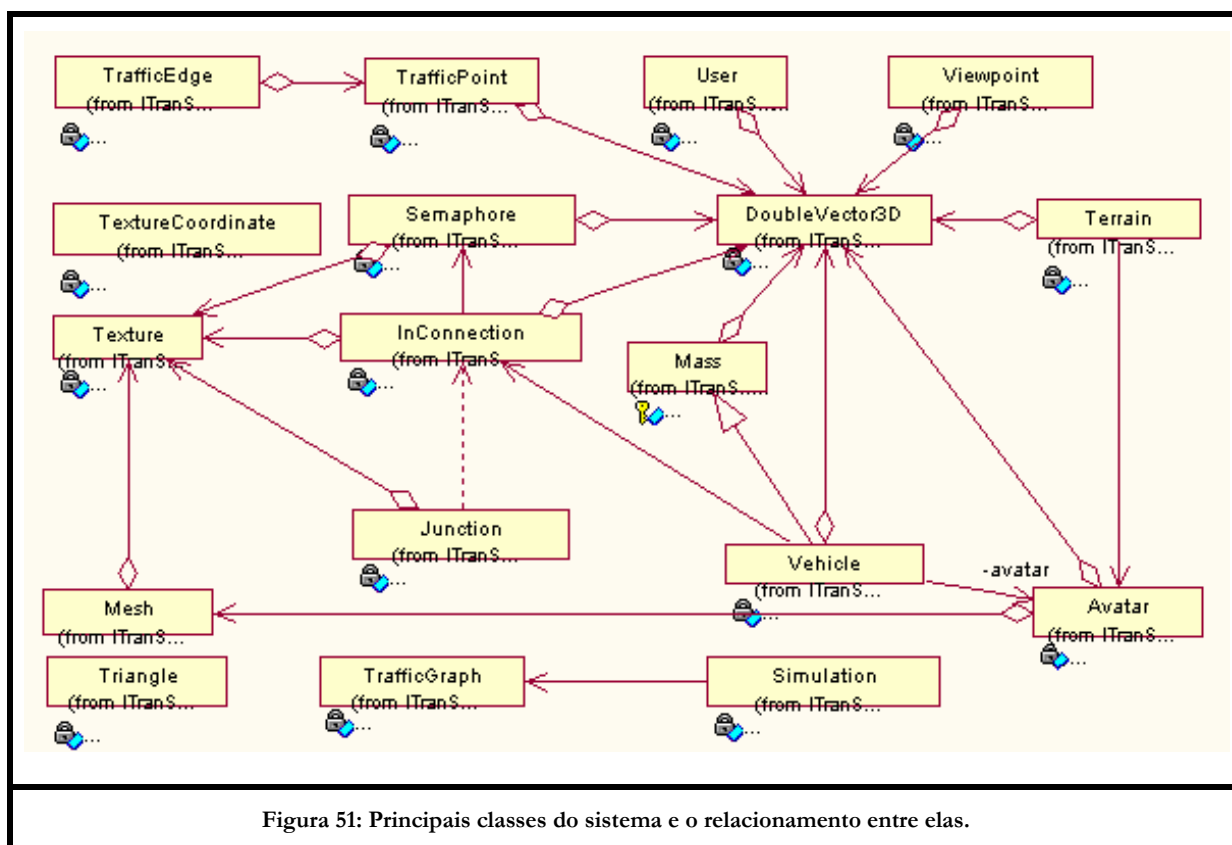 TrafficEdge
(from ITranS...
...
TrafficPoint
(from ITranS...
...
User
(from ITranS...
...
Viewpoint
(from ITranS...
...
TextureCoordinate
(from ITranS...
...
Semaphore
(from ITranS...
...
DoubleVector3D
(from ITranS...
...
Terrain
(from ITranS...
...
Texture
(from ITranS...
...
InConnection
(from ITranS...
...
Mass
(from ITranS...
...
Junction
(from ITranS...
...
Vehicle
(from ITranS...
...
-avatar
Mesh
(from ITranS...
...
Avatar
(from ITranS...
...
Triangle
(from ITranS...
...
TrafficGraph
(from ITranS...
...
Simulation
(from ITranS...
...
Figura 51: Principais classes do sistema e o relacionamento entre elas.